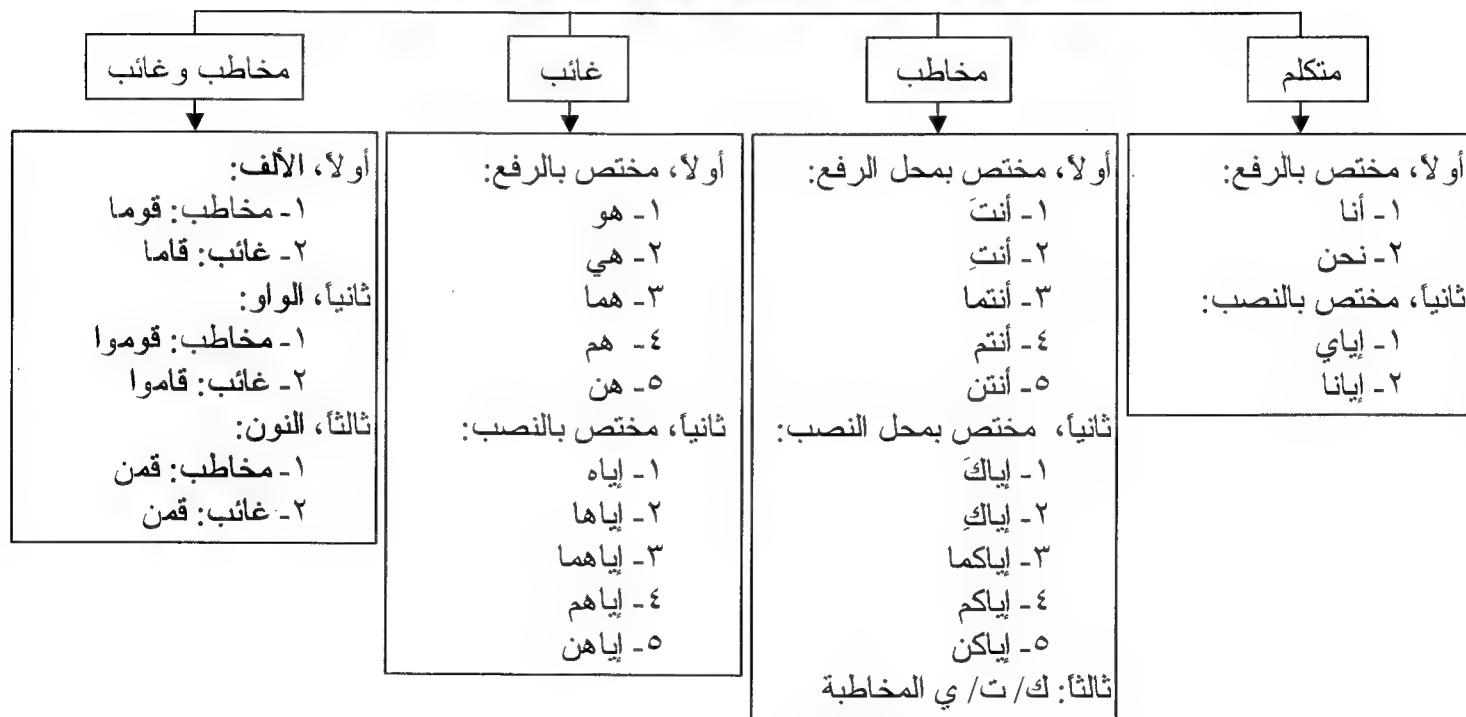 متكلم
أولاً، مختص بالرفع:
١- أنا
٢- نحن
ثانياً، مختص بالنصب:
١- إياي
٢- إيانا
مخاطب
أولاً، مختص بمحل الرفع:
١- أنتَ
٢- أنتِ
٣- أنتما
٤- أنتم
٥- أنتن
ثانياً، مختص بمحل النصب:
١- إياكَ
٢- إياكِ
٣- إياكما
٤- إياكم
٥- إياكن
ثالثاً: ك/ ت/ ي المخاطبة
غائب
أولاً، مختص بالرفع:
١- هو
٢- هي
٣- هما
٤- هم
٥- هن
ثانياً، مختص بالنصب:
١- إياه
٢- إياها
٣- إياهما
٤- إياهم
٥- إياهن
مخاطب وغائب
أولاً، الألف:
١- مخاطب: قوما
٢- غائب: قاما
ثانياً، الواو:
١- مخاطب: قوموا
٢- غائب: قاموا
ثالثاً، النون:
١- مخاطب: قمن
٢- غائب: قمن